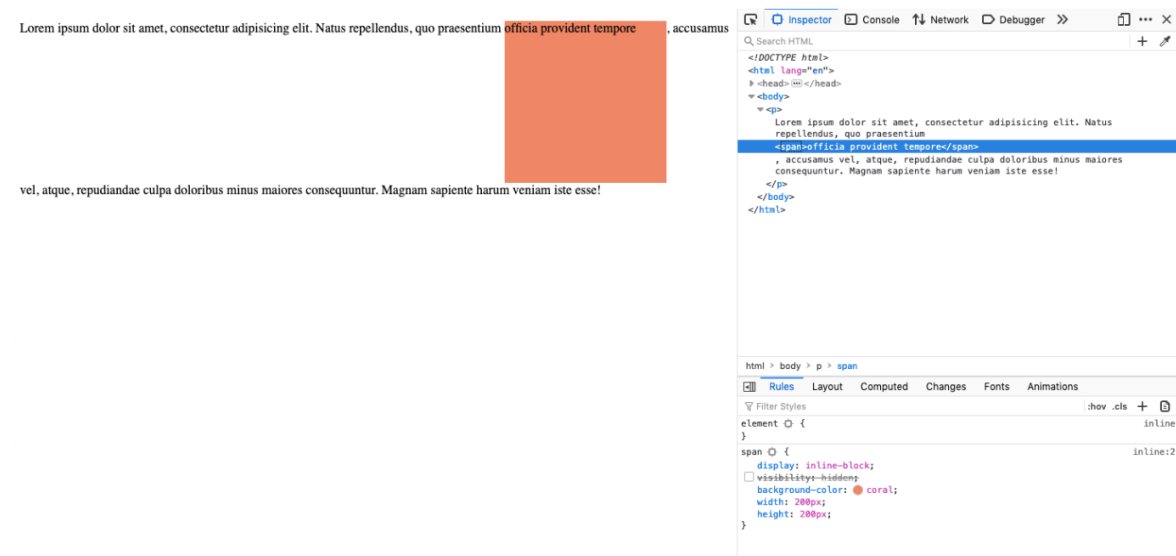 Lorem ipsum dolor sit amet, consectetur adipisicing elit. Natus repellendus, quo praesentium officia provident tempore , accusamus
vel, atque, repudiandae culpa doloribus minus maiores consequuntur. Magnam sapiente harum veniam iste esse!
Inspector Console Network Debugger
Search HTML
<!DOCTYPE html>
<html lang="en">
<head> </head>
<body>
<p>
Lorem ipsum dolor sit amet, consectetur adipisicing elit. Natus
repellendus, quo praesentium
<span>officia provident tempore</span>
, accusamus vel, atque, repudiandae culpa doloribus minus maiores
consequuntur. Magnam sapiente harum veniam iste esse!
</p>
</body>
</html>
html > body > p > span
Rules Layout Computed Changes Fonts Animations
Filter Styles :hov .cls
element { inline
}
span { inline:2
display: inline-block;
visibility: hidden;
background-color: coral;
width: 200px;
height: 200px;
}